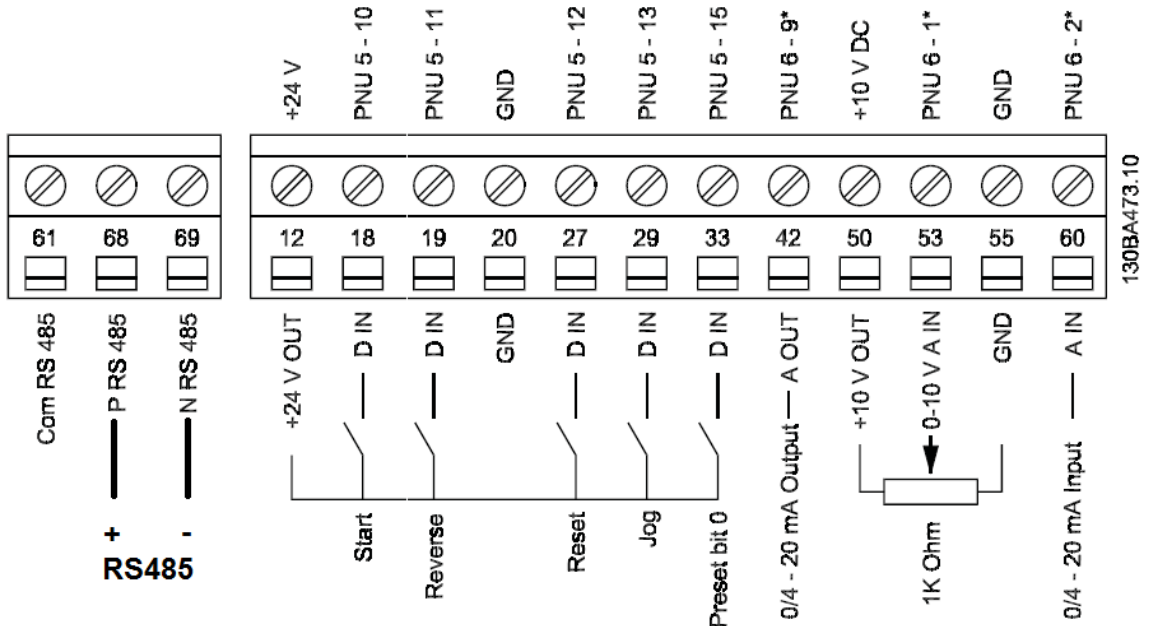 +24 V
PNU 5 - 10
PNU 5 - 11
GND
PNU 5 - 12
PNU 5 - 13
PNU 5 - 15
PNU 6 - 9*
+10 V DC
PNU 6 - 1*
GND
PNU 6 - 2*
61 68 69
12 18 19 20 27 29 33 42 50 53 55 60
130BA473.10
Com RS 485
P RS 485
N RS 485
+24 V OUT
D IN
D IN
GND
D IN
D IN
D IN
0/4 - 20 mA Output A OUT
+10 V OUT
0-10 V A IN
GND
0/4 - 20 mA Input A IN
+ -
RS485
Start
Reverse
Reset
Jog
Preset bit 0
1K Ohm